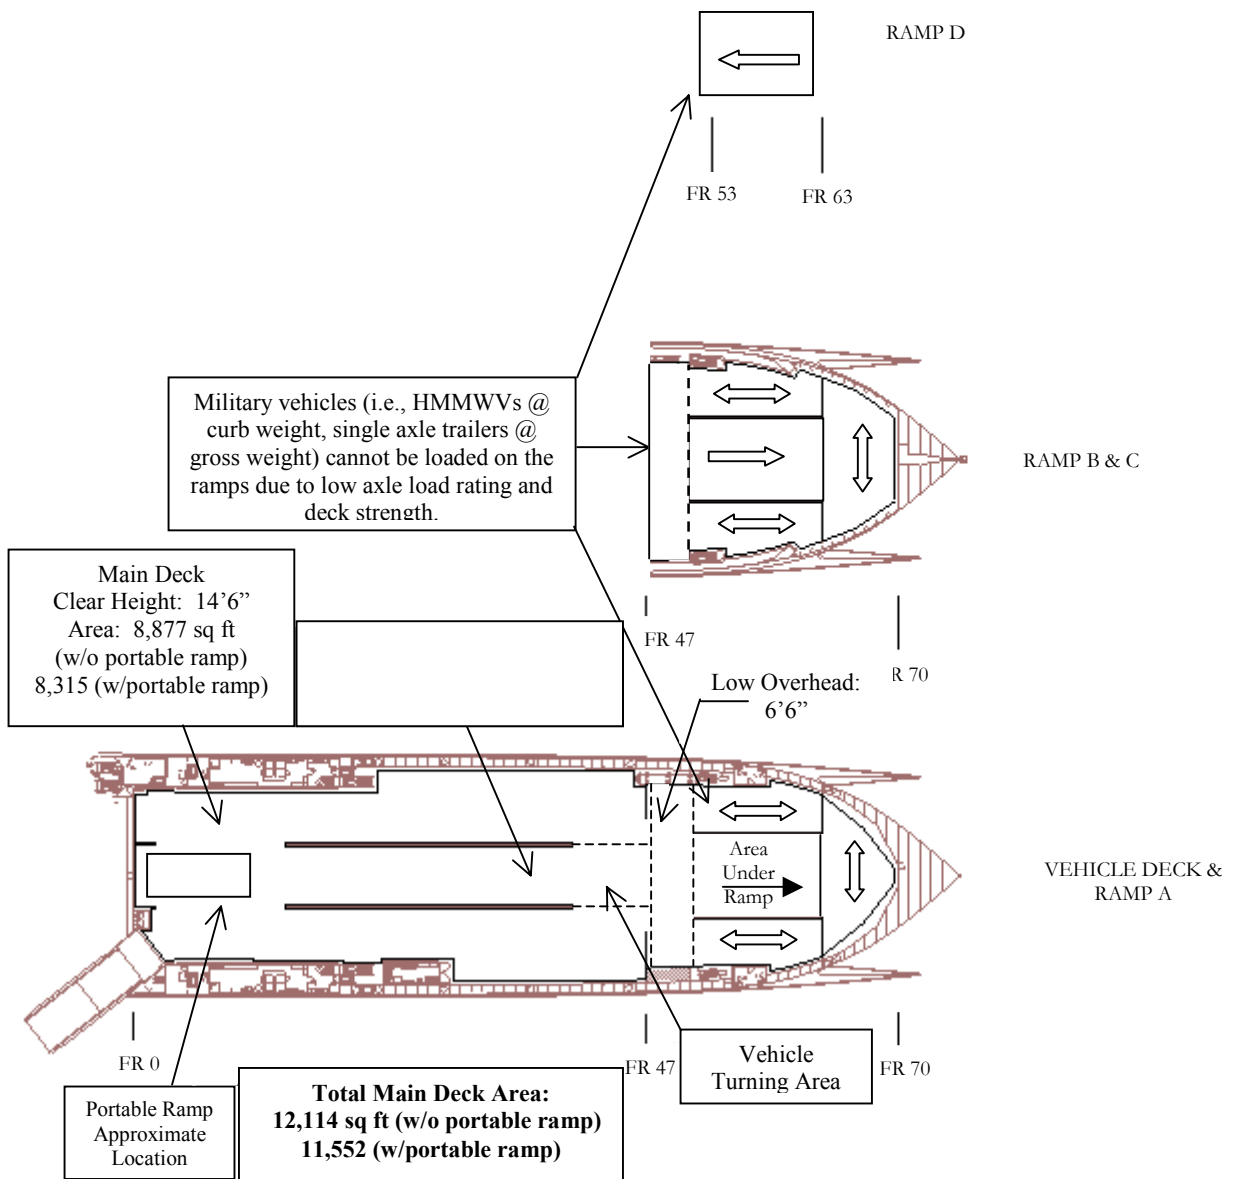 RAMP D
FR 53
FR 63
Military vehicles (i.e., HMMWVs @
curb weight, single axle trailers @
gross weight) cannot be loaded on the
ramps due to low axle load rating and
deck strength.
RAMP B & C
Main Deck
Clear Height: 14’6”
Area: 8,877 sq ft
(w/o portable ramp)
8,315 (w/portable ramp)
FR 47
R 70
Low Overhead:
6’6”
Area
Under
Ramp
VEHICLE DECK &
RAMP A
FR 0
FR 47
FR 70
Vehicle
Turning Area
Portable Ramp
Approximate
Location
Total Main Deck Area:
12,114 sq ft (w/o portable ramp)
11,552 (w/portable ramp)